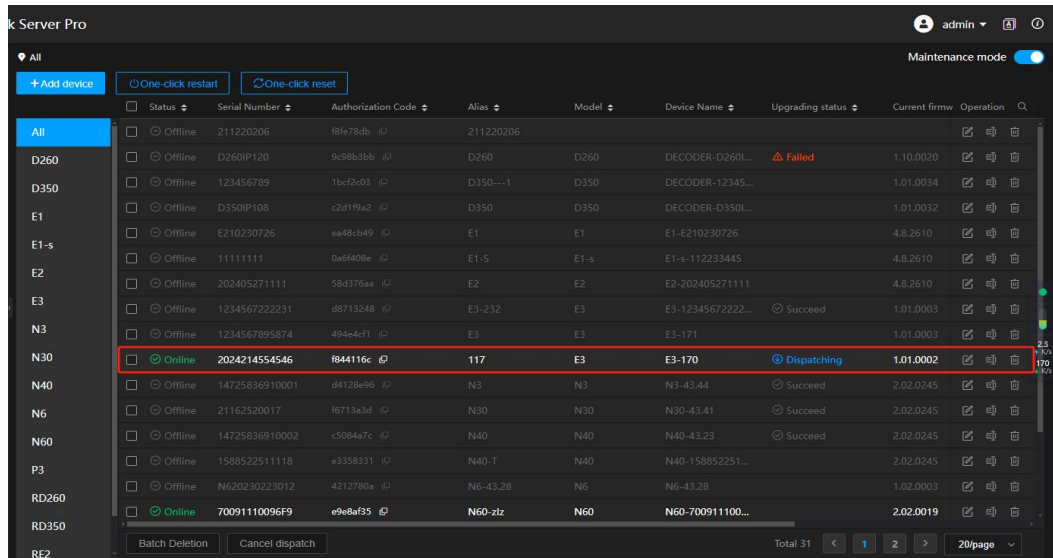 k Server Pro
admin
All
Maintenance mode
+Add device One-click restart One-click reset
Status Serial Number Authorization Code Alias Model Device Name Upgrading status Current firmw Operation
All
D260
D350
E1
E1-s
E2
E3
N3
N30
N40
N6
N60
P3
RD260
RD350
RE2
Offline 211220206 f8fe78db 211220206
Offline D260IP120 9c98b3bb D260 D260 DECODER-D260I... Failed 1.10.0020
Offline 123456789 1bcf2c03 D350---1 D350 DECODER-12345... 1.01.0034
Offline D350IP108 c2d1f9a2 D350 D350 DECODER-D350I... 1.01.0032
Offline E210230726 ea48cb49 E1 E1 E1-E210230726 4.8.2610
Offline 11111111 0a6f408e E1-S E1-s E1-s-112233445 4.8.2610
Offline 202405271111 58d376aa E2 E2 E2-202405271111 4.8.2610
Offline 1234567222231 d8713248 E3-232 E3 E3-12345672222... Succeed 1.01.0003
Offline 1234567895874 494e4cf1 E3 E3 E3-171 1.01.0003
Online 2024214554546 f844116c 117 E3 E3-170 Dispatching 1.01.0002
Offline 14725836910001 d4128e96 N3 N3 N3-43.44 Succeed 2.02.0245
Offline 21162520017 f6713a3d N30 N30 N30-43.41 Succeed 2.02.0245
Offline 14725836910002 c5084a7c N40 N40 N40-43.23 Succeed 2.02.0245
Offline 1588522511118 e3358331 N40-T N40 N40-158852251... 2.02.0245
Offline N620230223012 4212780a N6-43.28 N6 N6-43.28 1.02.0003
Online 70091110096F9 e9e8af35 N60-zlz N60 N60-700911100... 2.02.0019
2.3
K/s
170
K/s
Batch Deletion Cancel dispatch Total 31 < 1 2 > 20/page